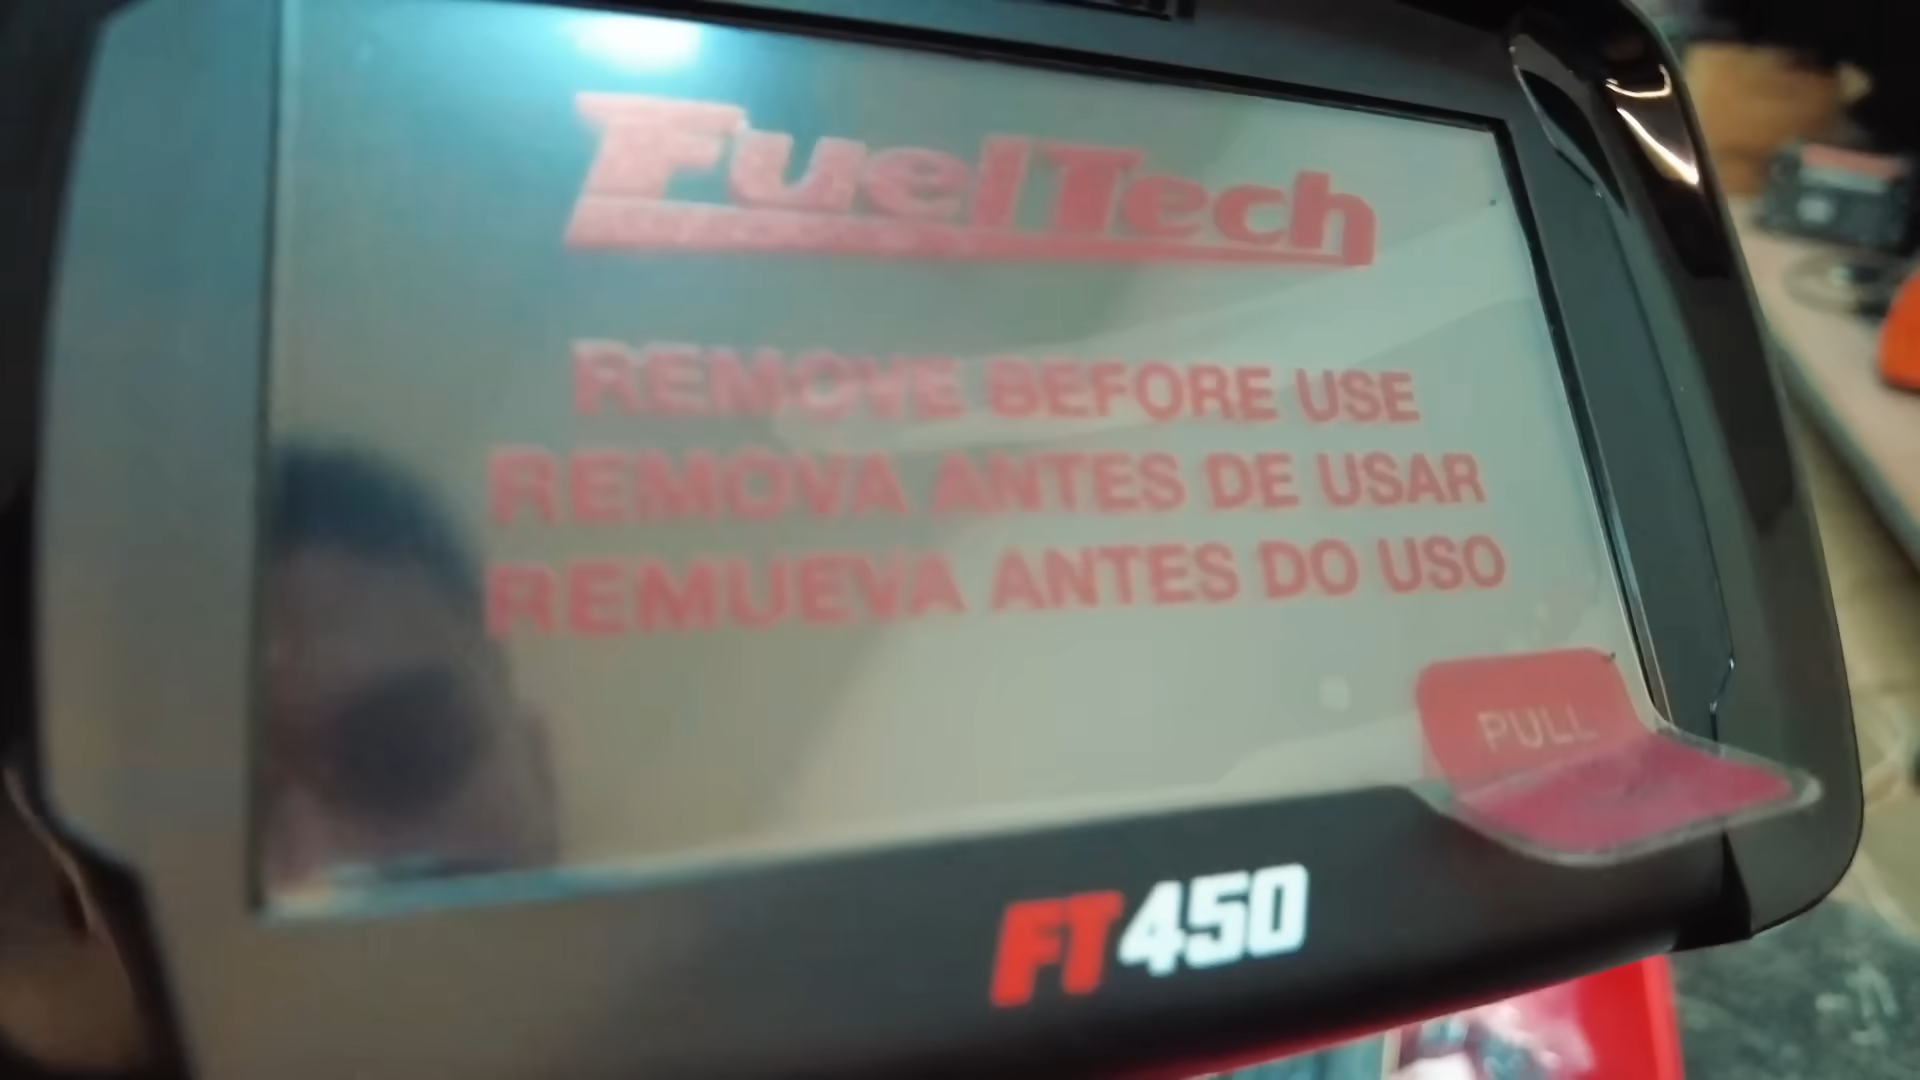 FuelTech
REMOVE BEFORE USE
REMOVA ANTES DE USAR
REMUEVA ANTES DO USO
PULL
FT450